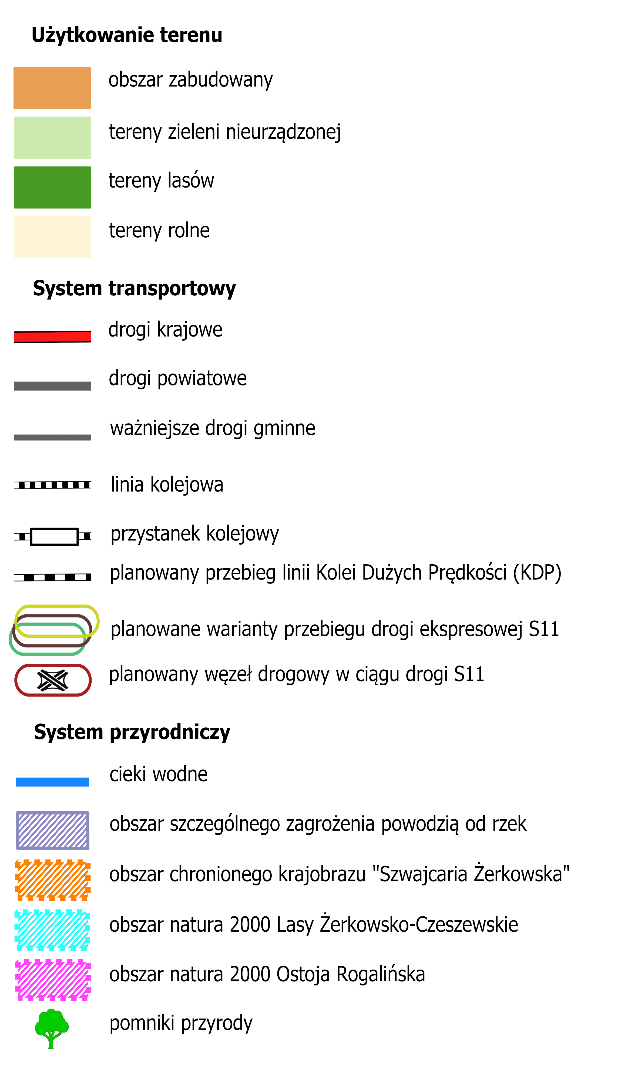 Użytkowanie terenu
obszar zabudowany
tereny zieleni nieurządzonej
tereny lasów
tereny rolne
System transportowy
drogi krajowe
drogi powiatowe
ważniejsze drogi gminne
linia kolejowa
przystanek kolejowy
planowany przebieg linii Kolei Dużych Prędkości (KDP)
planowane warianty przebiegu drogi ekspresowej S11
planowany węzeł drogowy w ciągu drogi S11
System przyrodniczy
cieki wodne
obszar szczególnego zagrożenia powodzią od rzek
obszar chronionego krajobrazu "Szwajcaria Żerkowska"
obszar natura 2000 Lasy Żerkowsko-Czeszewskie
obszar natura 2000 Ostoja Rogalińska
pomniki przyrody